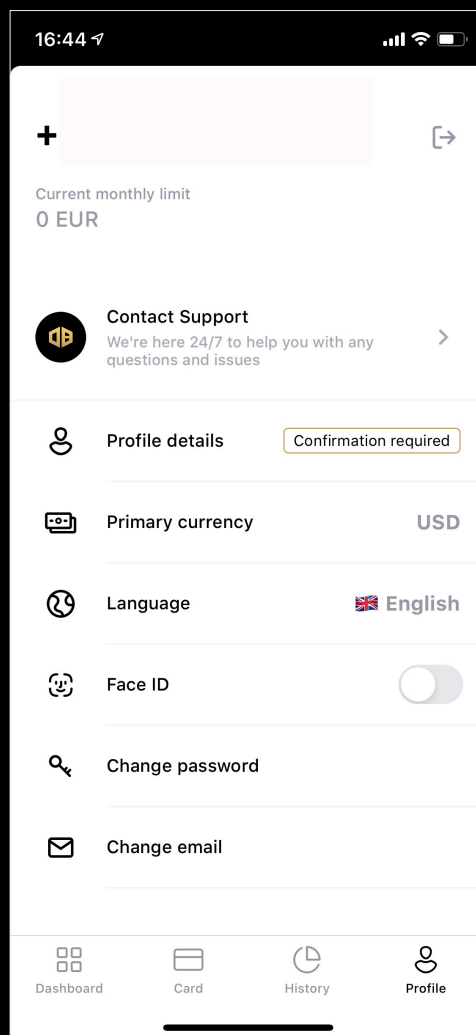 16:44
+
Current monthly limit
0 EUR
Contact Support
We're here 24/7 to help you with any
questions and issues
Profile details
Confirmation required
Primary currency
USD
Language
English
Face ID
Change password
Change email
Dashboard
Card
History
Profile